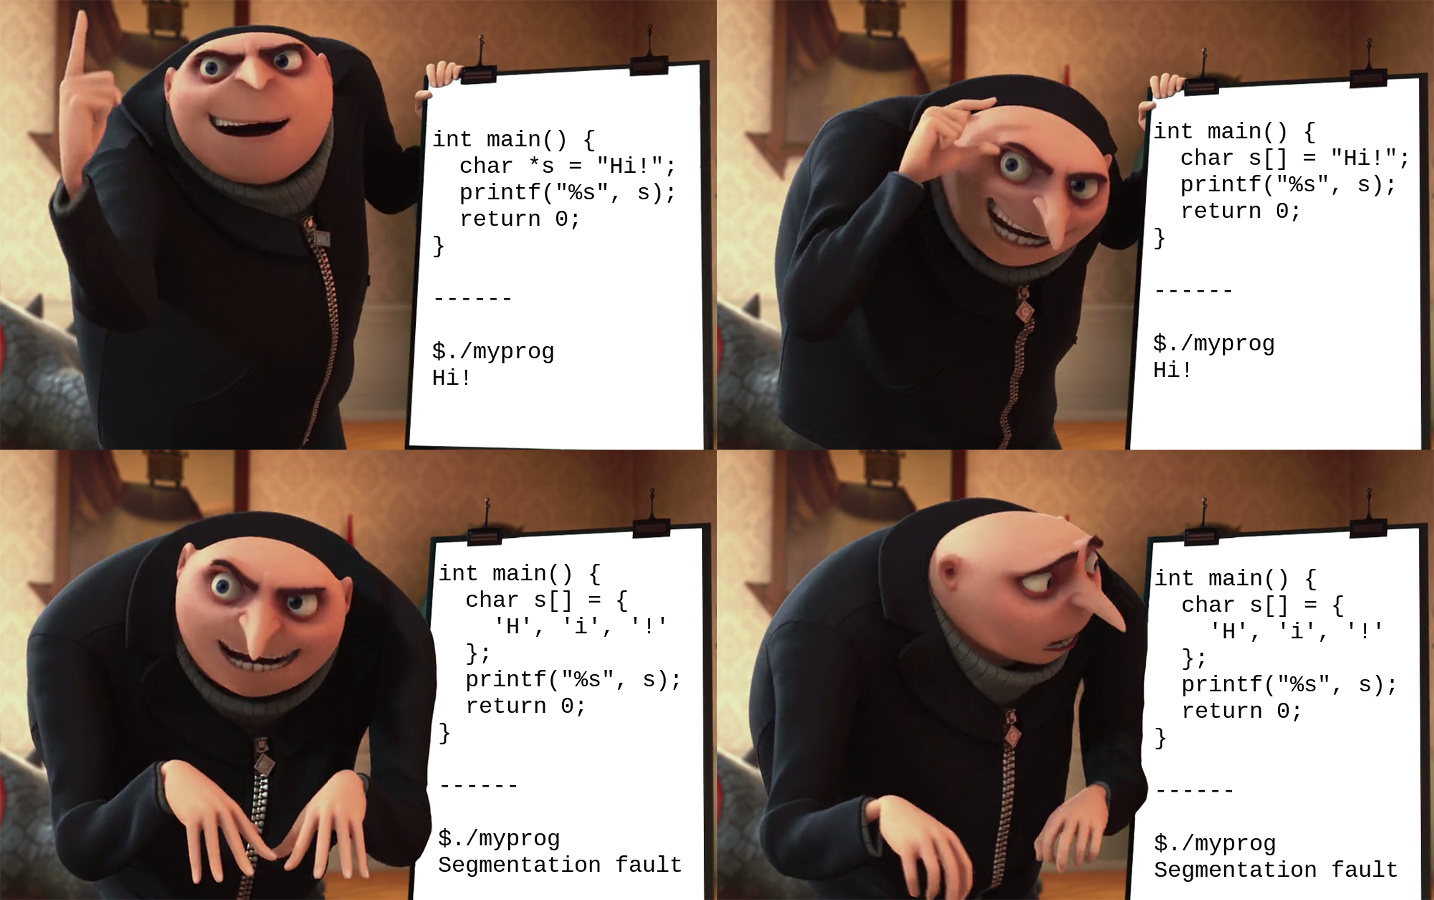 int main() {
  char *s = "Hi!";
  printf("%s", s);
  return 0;
}
------
$./myprog
Hi!
int main() {
  char s[] = "Hi!";
  printf("%s", s);
  return 0;
}
------
$./myprog
Hi!
int main() {
  char s[] = {
    'H', 'i', '!'
  };
  printf("%s", s);
  return 0;
}
------
$./myprog
Segmentation fault
int main() {
  char s[] = {
    'H', 'i', '!'
  };
  printf("%s", s);
  return 0;
}
------
$./myprog
Segmentation fault